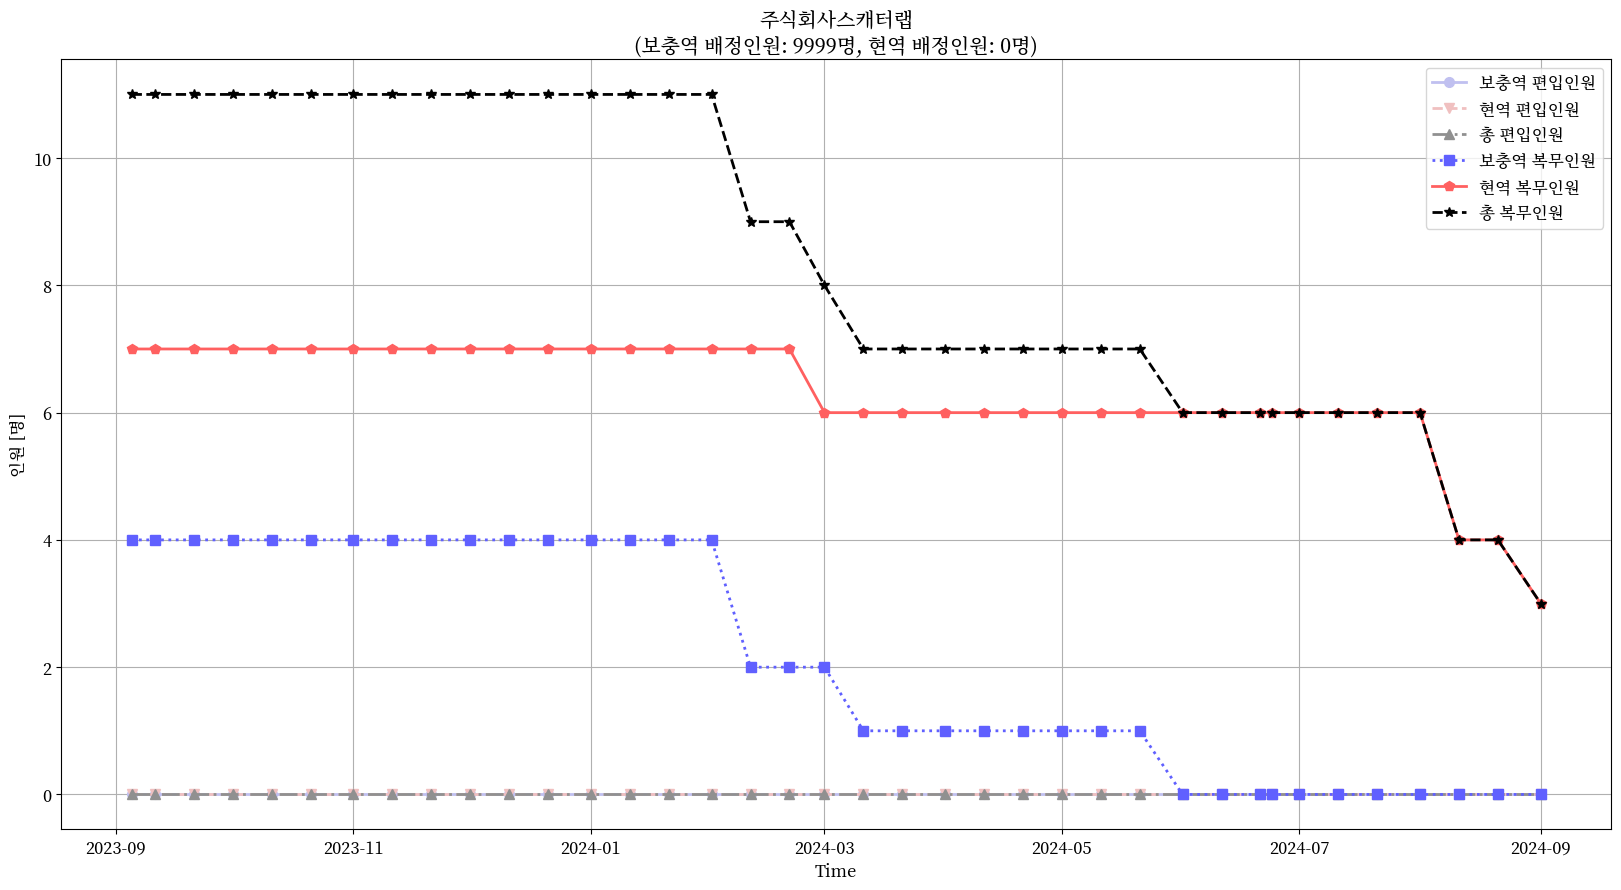 주식회사스캐터랩
(보충역 배정인원: 9999명, 현역 배정인원: 0명)
보충역 편입인원
현역 편입인원
총 편입인원
보충역 복무인원
현역 복무인원
총 복무인원
인원 [명]
10
8
6
4
2
0
2023-09
2023-11
2024-01
2024-03
2024-05
2024-07
2024-09
Time